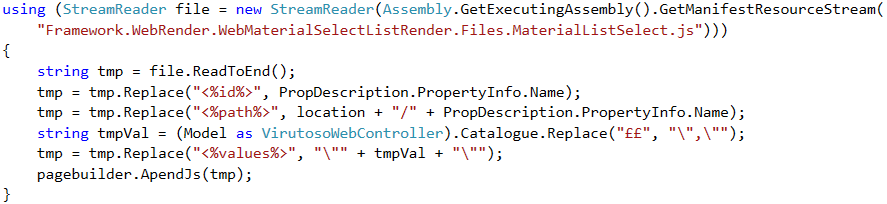 using (StreamReader file = new StreamReader(Assembly.GetExecutingAssembly().GetManifestResourceStream(
"Framework.WebRender.WebMaterialSelectListRender.Files.MaterialListSelect.js")))
{
string tmp = file.ReadToEnd();
tmp = tmp.Replace("<%id%>", PropDescription.PropertyInfo.Name);
tmp = tmp.Replace("<%path%>", location + "/" + PropDescription.PropertyInfo.Name);
string tmpVal = (Model as VirutosoWebController).Catalogue.Replace("££", "\",\"");
tmp = tmp.Replace("<%values%>", "\"" + tmpVal + "\"");
pagebuilder.ApendJs(tmp);
}